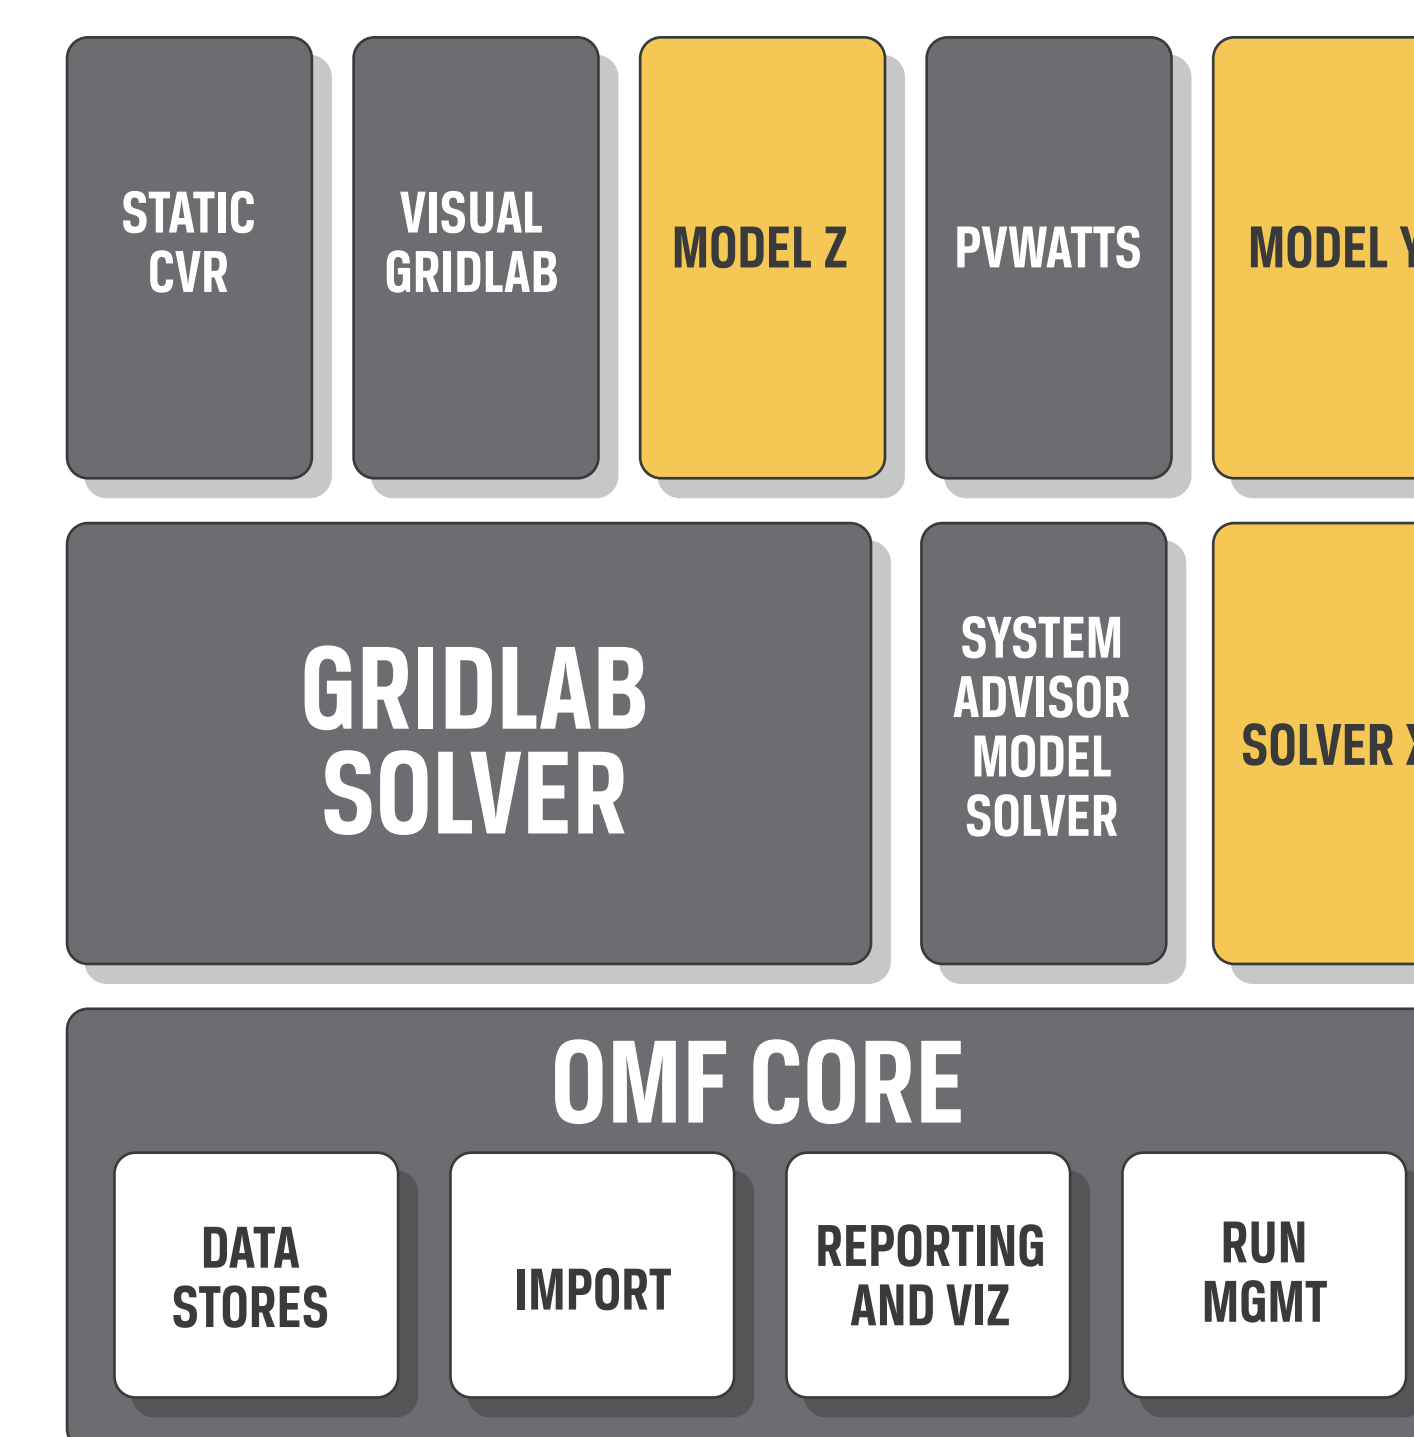 STATIC
CVR
VISUAL
GRIDLAB
MODEL Z
PVWATTS
MODEL Y
GRIDLAB
SOLVER
SYSTEM
ADVISOR
MODEL
SOLVER
SOLVER X
OMF CORE
DATA
STORES
IMPORT
REPORTING
AND VIZ
RUN
MGMT